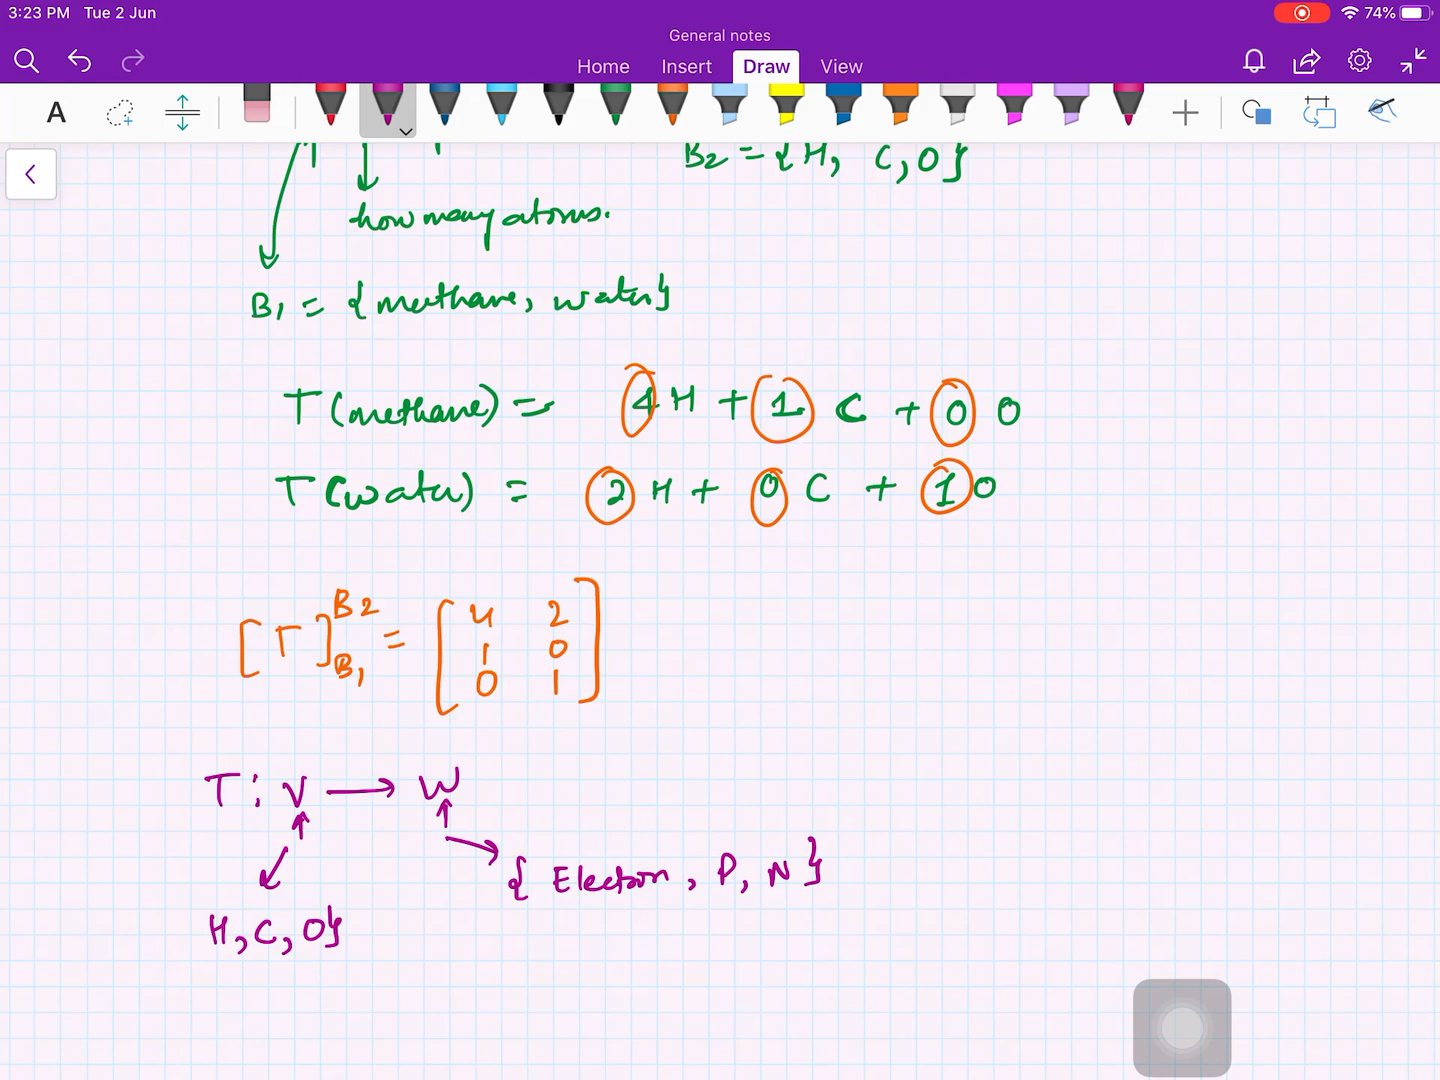 3:23 PM Tue 2 Jun
74%
General notes
Home Insert Draw View
A
B2 = {H, C, O}
how many atoms.
B1 = {methane, water}
T (methane) = 4 H + 1 C + 0 O
T (water) = 2 H + 0 C + 1 O
[T]B2B1 = [4 2
1 0
0 1]
T : V → W
{ Electron, P, N }
H, C, O}